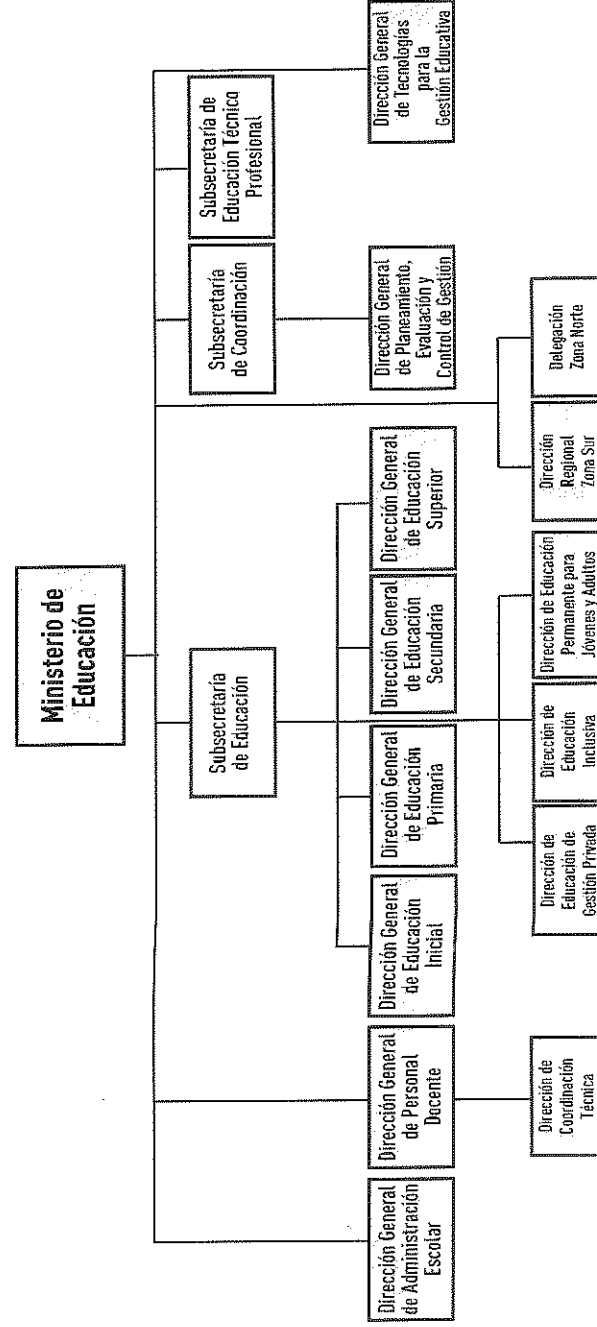 Ministerio de
Educación
Subsecretaría
de Educación
Subsecretaría
de Coordinación
Subsecretaría de
Educación Técnico
Profesional
Dirección General
de Administración
Escolar
Dirección General
de Personal
Docente
Dirección General
de Educación
Inicial
Dirección General
de Educación
Primaria
Dirección General
de Educación
Secundaria
Dirección General
de Educación
Superior
Dirección General
de Planeamiento,
Evaluación y
Control de Gestión
Dirección General
de Tecnologías
para la
Gestión Educativa
Dirección de
Coordinación
Técnica
Dirección de
Educación de
Gestión Privada
Dirección de
Educación
Inclusiva
Dirección de Educación
Permanente para
Jóvenes y Adultos
Dirección
Regional
Zona Sur
Delegación
Zona Norte